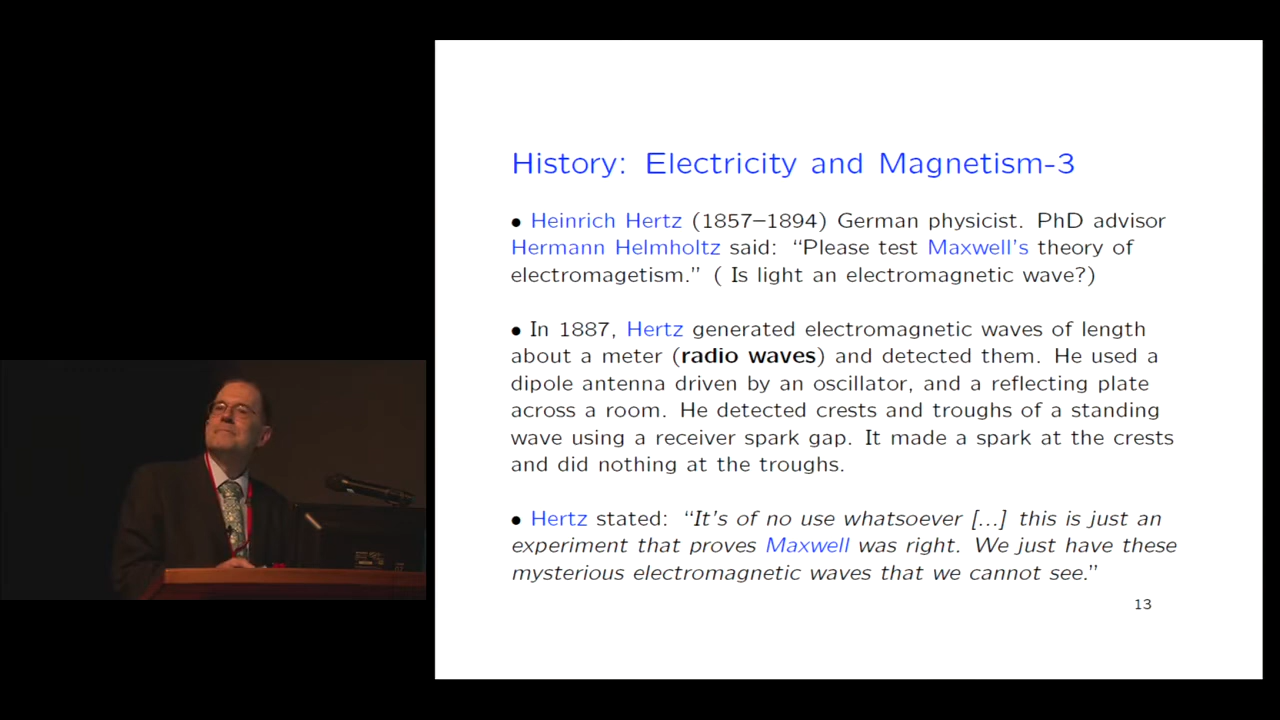 History: Electricity and Magnetism-3
• Heinrich Hertz (1857–1894) German physicist. PhD advisor
Hermann Helmholtz said: “Please test Maxwell’s theory of
electromagetism.” ( Is light an electromagnetic wave?)
• In 1887, Hertz generated electromagnetic waves of length
about a meter (radio waves) and detected them. He used a
dipole antenna driven by an oscillator, and a reflecting plate
across a room. He detected crests and troughs of a standing
wave using a receiver spark gap. It made a spark at the crests
and did nothing at the troughs.
• Hertz stated: “It’s of no use whatsoever [...] this is just an
experiment that proves Maxwell was right. We just have these
mysterious electromagnetic waves that we cannot see.”
13